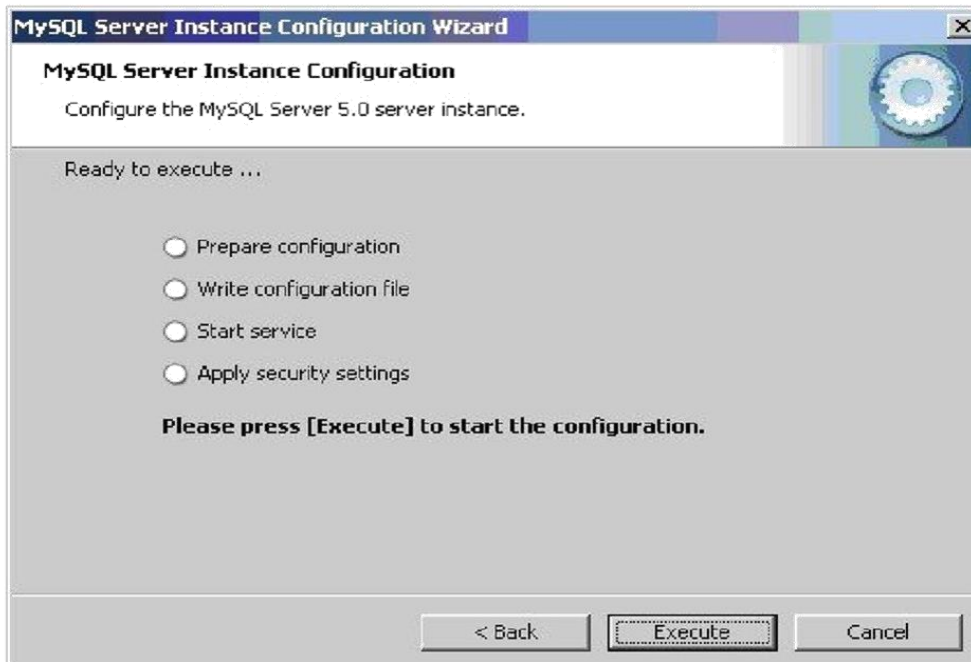 MySQL Server Instance Configuration Wizard
MySQL Server Instance Configuration
Configure the MySQL Server 5.0 server instance.
Ready to execute ...
Prepare configuration
Write configuration file
Start service
Apply security settings
Please press [Execute] to start the configuration.
< Back
Execute
Cancel